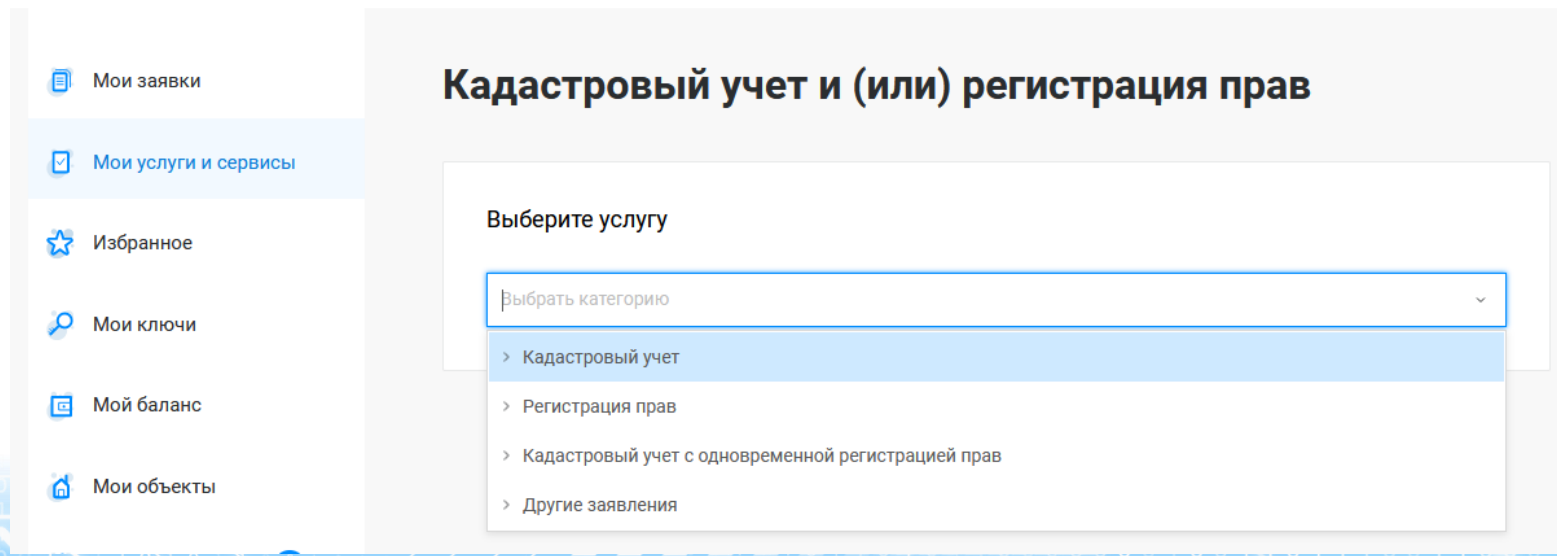 Мои заявки
Мои услуги и сервисы
Избранное
Мои ключи
Мой баланс
Мои объекты
Кадастровый учет и (или) регистрация прав
Выберите услугу
Выбрать категорию
Кадастровый учет
Регистрация прав
Кадастровый учет с одновременной регистрацией прав
Другие заявления